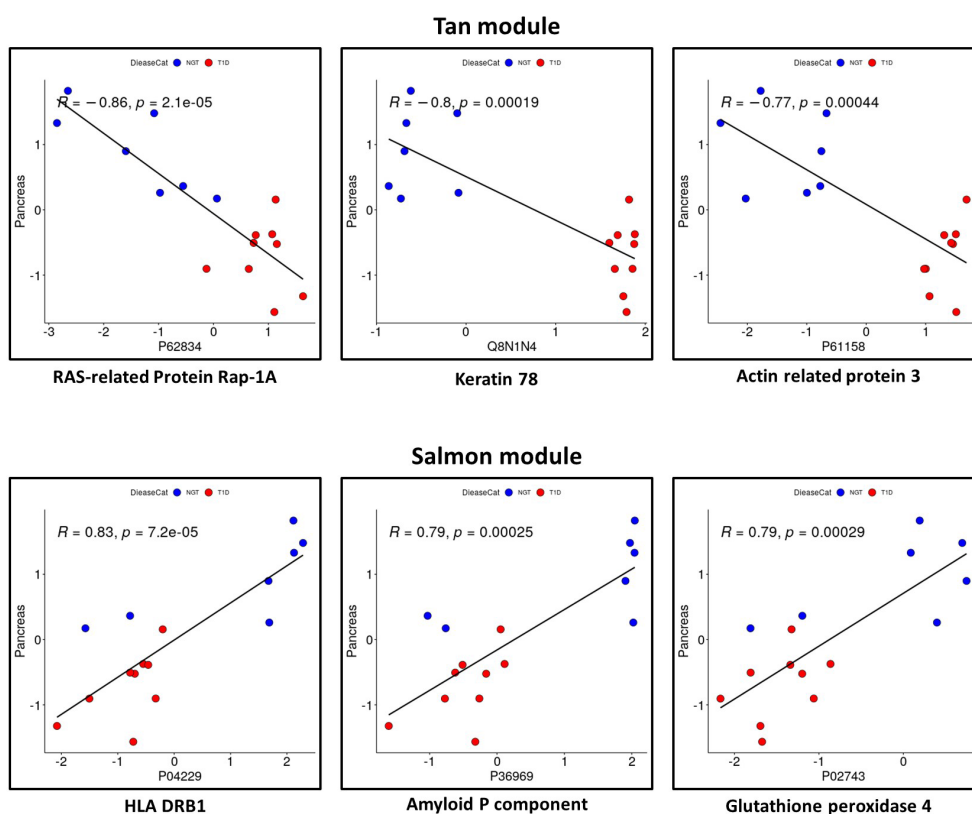 Tan module
DieaseCat NGT T1D
R = −0.86, p = 2.1e-05
Pancreas
1
0
-1
-3 -2 -1 0 1
P62834
RAS-related Protein Rap-1A
DieaseCat NGT T1D
R = −0.8, p = 0.00019
Pancreas
1
0
-1
-1 0 1 2
Q8N1N4
Keratin 78
DieaseCat NGT T1D
R = −0.77, p = 0.00044
Pancreas
1
0
-1
-2 -1 0 1
P61158
Actin related protein 3
Salmon module
DieaseCat NGT T1D
R = 0.83, p = 7.2e-05
Pancreas
1
0
-1
-2 -1 0 1 2
P04229
HLA DRB1
DieaseCat NGT T1D
R = 0.79, p = 0.00025
Pancreas
1
0
-1
-1 0 1 2
P36969
Amyloid P component
DieaseCat NGT T1D
R = 0.79, p = 0.00029
Pancreas
1
0
-1
-2 -1 0
P02743
Glutathione peroxidase 4